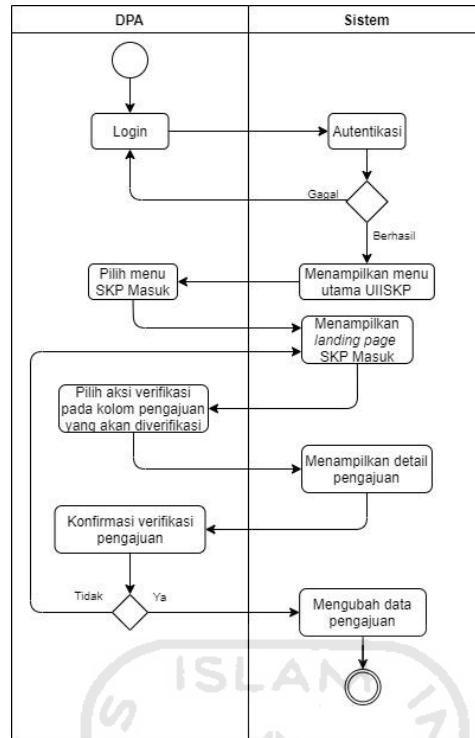 DPA
Sistem
Login
Autentikasi
Gagal
Berhasil
Pilih menu
SKP Masuk
Menampilkan menu
utama UIISKP
Menampilkan
landing page
SKP Masuk
Pilih aksi verifikasi
pada kolom pengajuan
yang akan diverifikasi
Menampilkan detail
pengajuan
Konfirmasi verifikasi
pengajuan
Tidak
Ya
Mengubah data
pengajuan
ISLAM